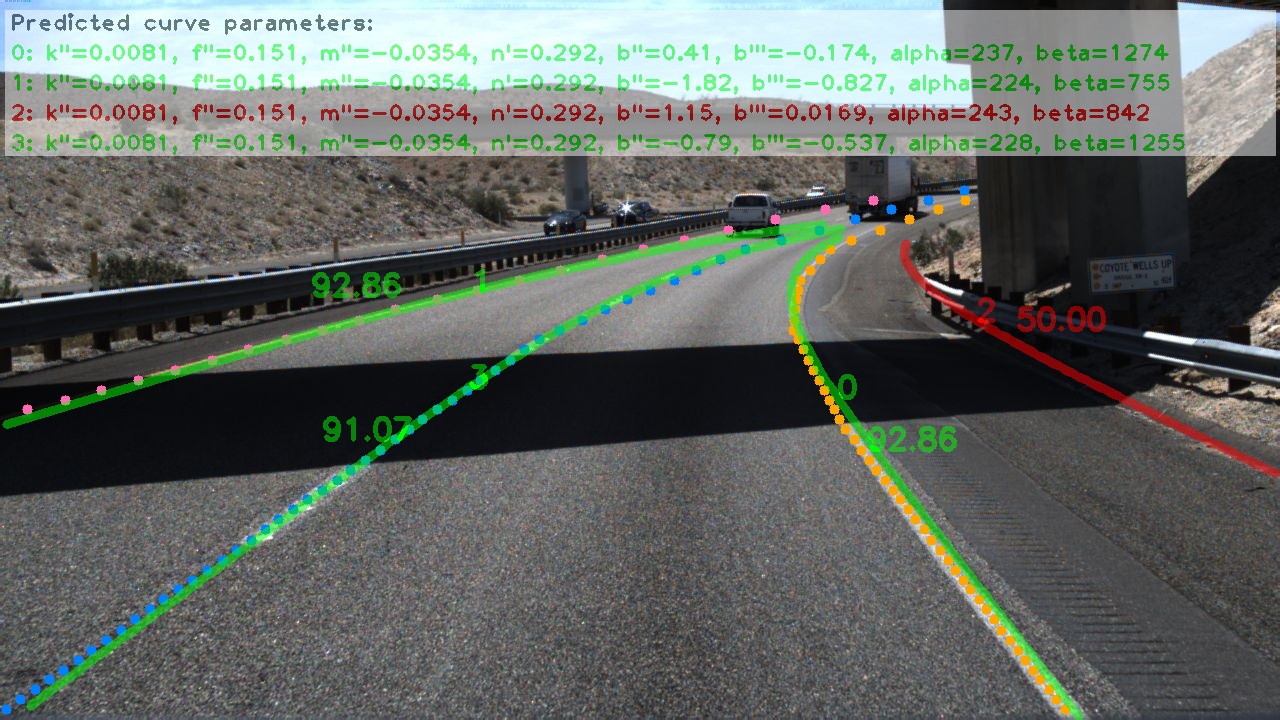 Predicted curve parameters:
0: k''=0.0081, f''=0.151, m''=-0.0354, n'=0.292, b''=0.41, b'''=-0.174, alpha=237, beta=1274
1: k''=0.0081, f''=0.151, m''=-0.0354, n'=0.292, b''=-1.82, b'''=-0.827, alpha=224, beta=755
2: k''=0.0081, f''=0.151, m''=-0.0354, n'=0.292, b''=1.15, b'''=0.0169, alpha=243, beta=842
3: k''=0.0081, f''=0.151, m''=-0.0354, n'=0.292, b''=-0.79, b'''=-0.537, alpha=228, beta=1255
COYOTE WELLS UP
92.86 1
2 50.00
3
0
91.07
92.86